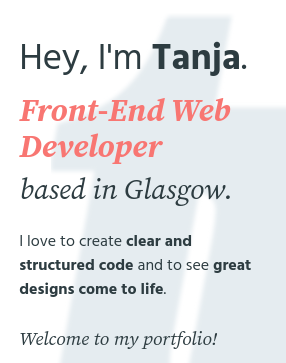 Hey, I'm Tanja.
Front-End Web
Developer
based in Glasgow.
I love to create clear and
structured code and to see great
designs come to life.
Welcome to my portfolio!